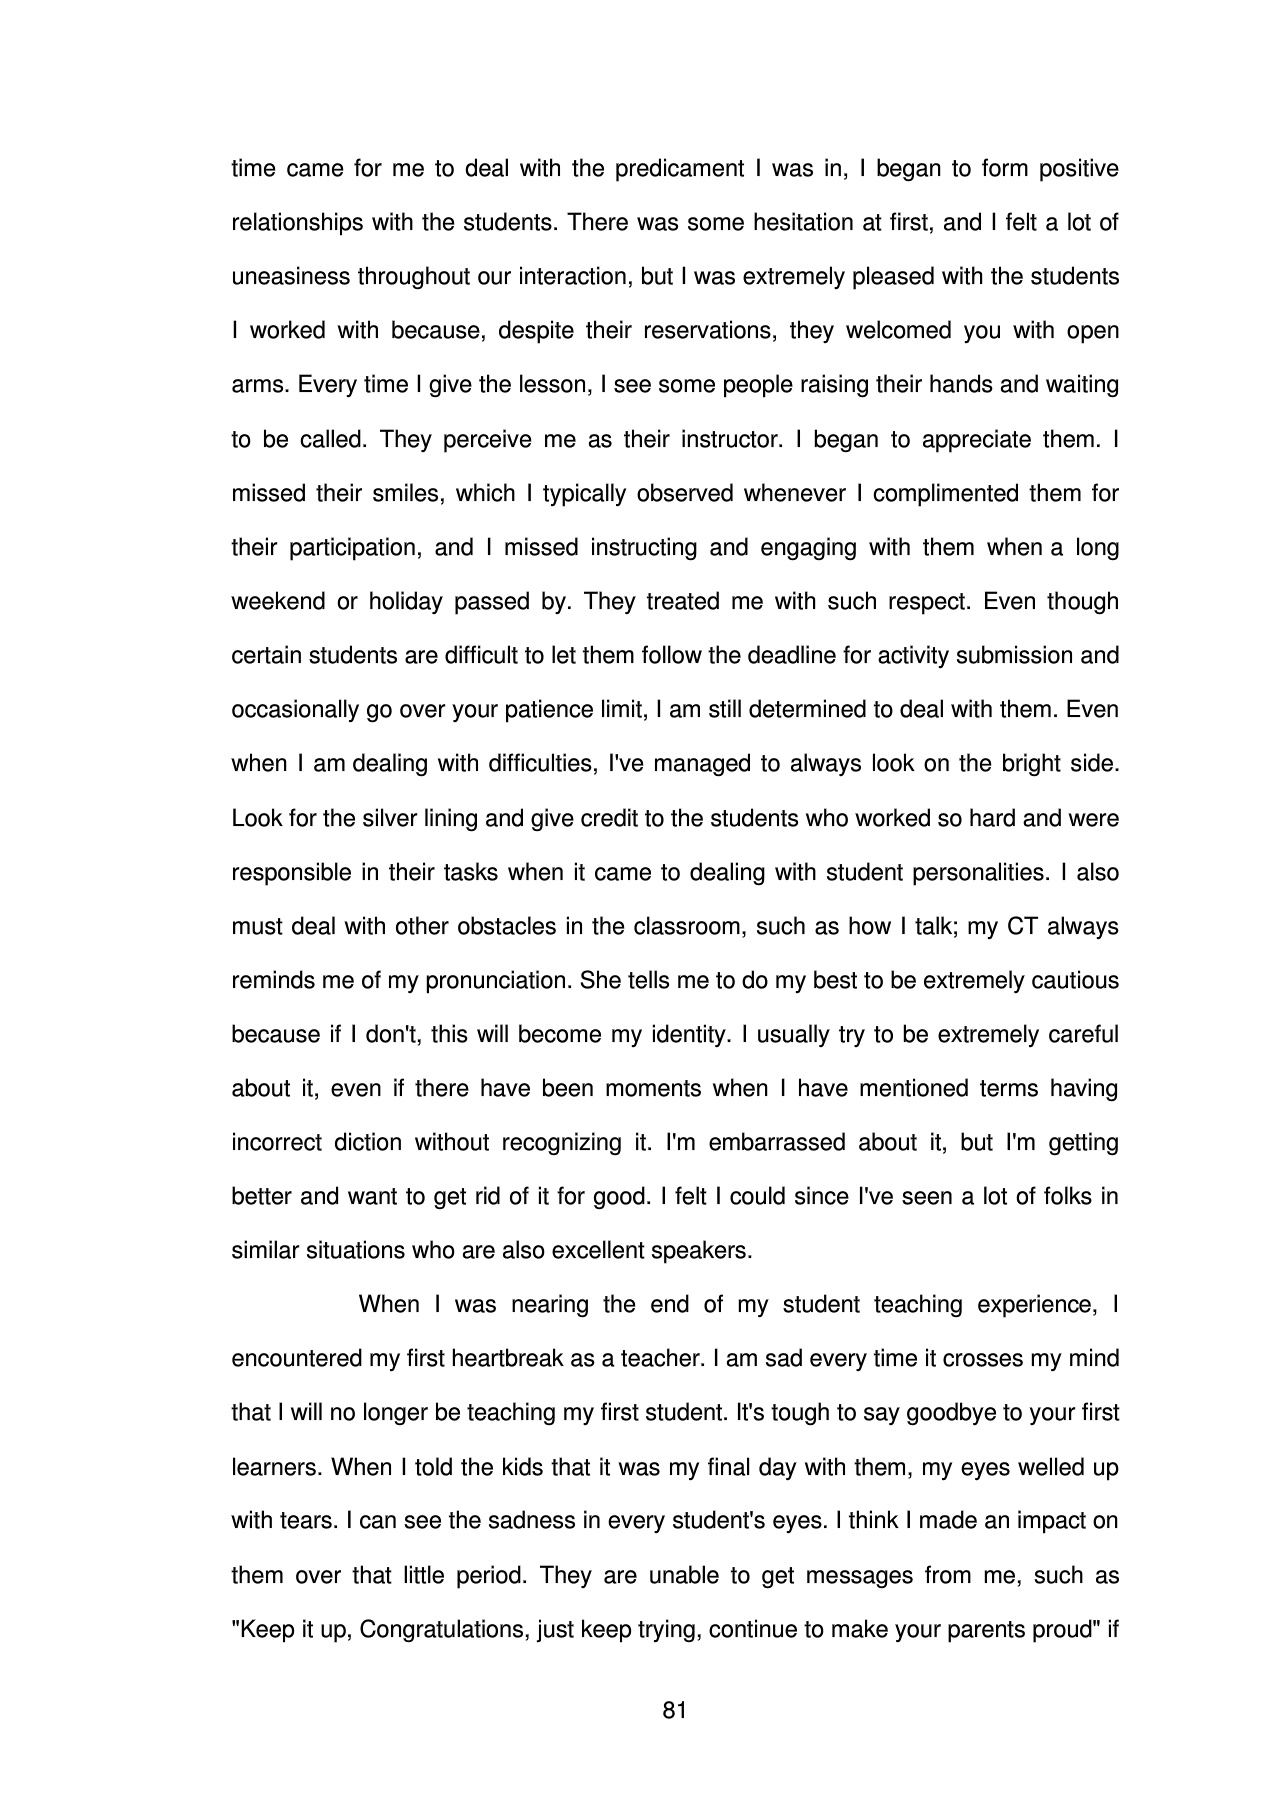 time came for me to deal with the predicament I was in, I began to form positive
relationships with the students. There was some hesitation at first, and I felt a lot of
uneasiness throughout our interaction, but I was extremely pleased with the students
I worked with because, despite their reservations, they welcomed you with open
arms. Every time I give the lesson, I see some people raising their hands and waiting
to be called. They perceive me as their instructor. I began to appreciate them. I
missed their smiles, which I typically observed whenever I complimented them for
their participation, and I missed instructing and engaging with them when a long
weekend or holiday passed by. They treated me with such respect. Even though
certain students are difficult to let them follow the deadline for activity submission and
occasionally go over your patience limit, I am still determined to deal with them. Even
when I am dealing with difficulties, I've managed to always look on the bright side.
Look for the silver lining and give credit to the students who worked so hard and were
responsible in their tasks when it came to dealing with student personalities. I also
must deal with other obstacles in the classroom, such as how I talk; my CT always
reminds me of my pronunciation. She tells me to do my best to be extremely cautious
because if I don't, this will become my identity. I usually try to be extremely careful
about it, even if there have been moments when I have mentioned terms having
incorrect diction without recognizing it. I'm embarrassed about it, but I'm getting
better and want to get rid of it for good. I felt I could since I've seen a lot of folks in
similar situations who are also excellent speakers.
When I was nearing the end of my student teaching experience, I
encountered my first heartbreak as a teacher. I am sad every time it crosses my mind
that I will no longer be teaching my first student. It's tough to say goodbye to your first
learners. When I told the kids that it was my final day with them, my eyes welled up
with tears. I can see the sadness in every student's eyes. I think I made an impact on
them over that little period. They are unable to get messages from me, such as
"Keep it up, Congratulations, just keep trying, continue to make your parents proud" if
81